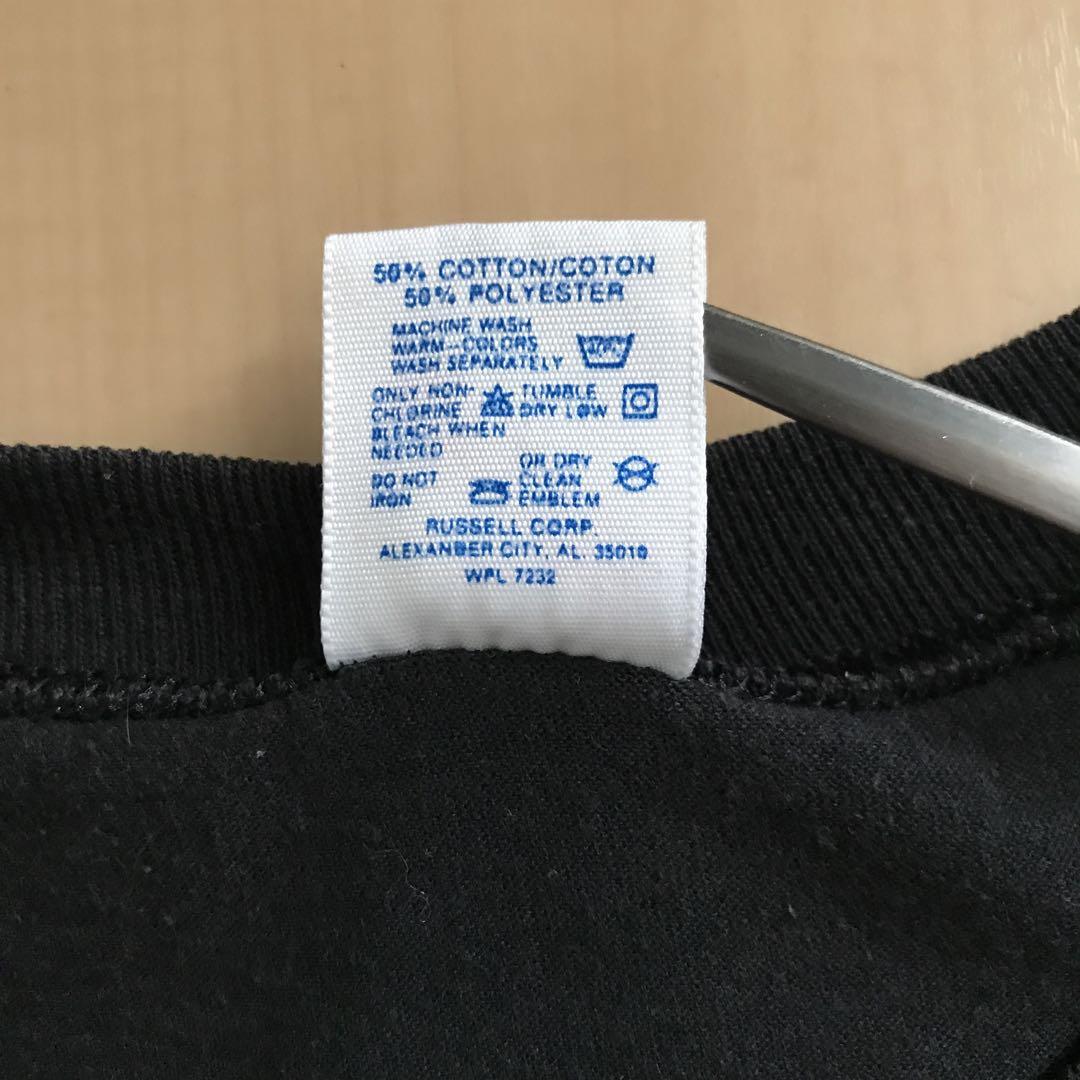 50% COTTON/COTON
50% POLYESTER
MACHINE WASH
WARM—COLORS
WASH SEPARATELY
ONLY NON-
CHLORINE
BLEACH WHEN
NEEDED
TUMBLE
DRY LOW
DO NOT
IRON
OR DRY
CLEAN
EMBLEM
RUSSELL CORP.
ALEXANDER CITY, AL. 35010
WPL 7232